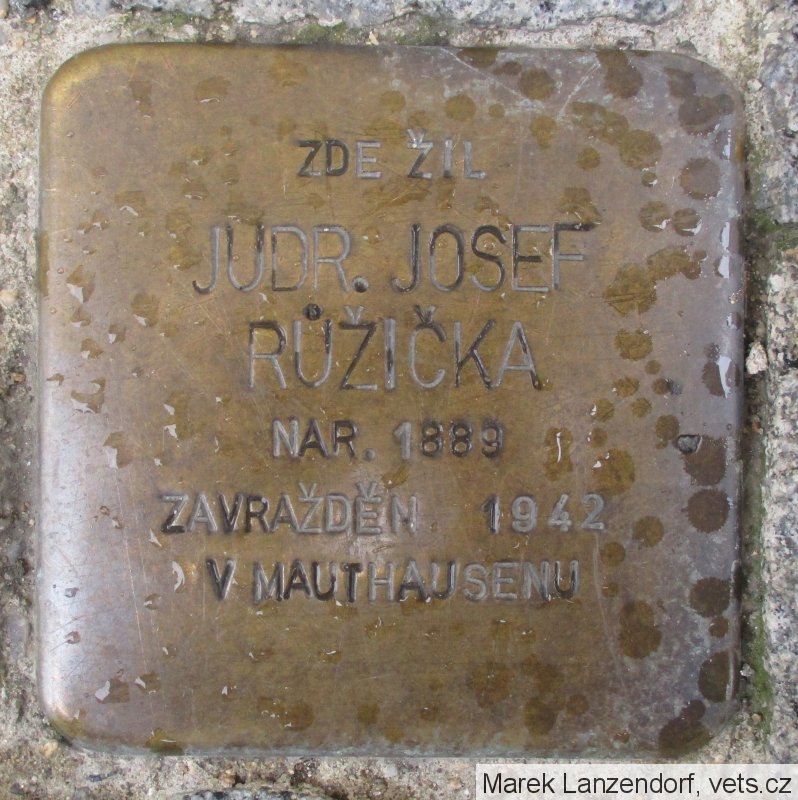 ZDE ŽIL
JUDR. JOSEF
RŮŽIČKA
NAR. 1889
ZAVRAŽDĚN 1942
V MAUTHAUSENU
Marek Lanzendorf, vets.cz